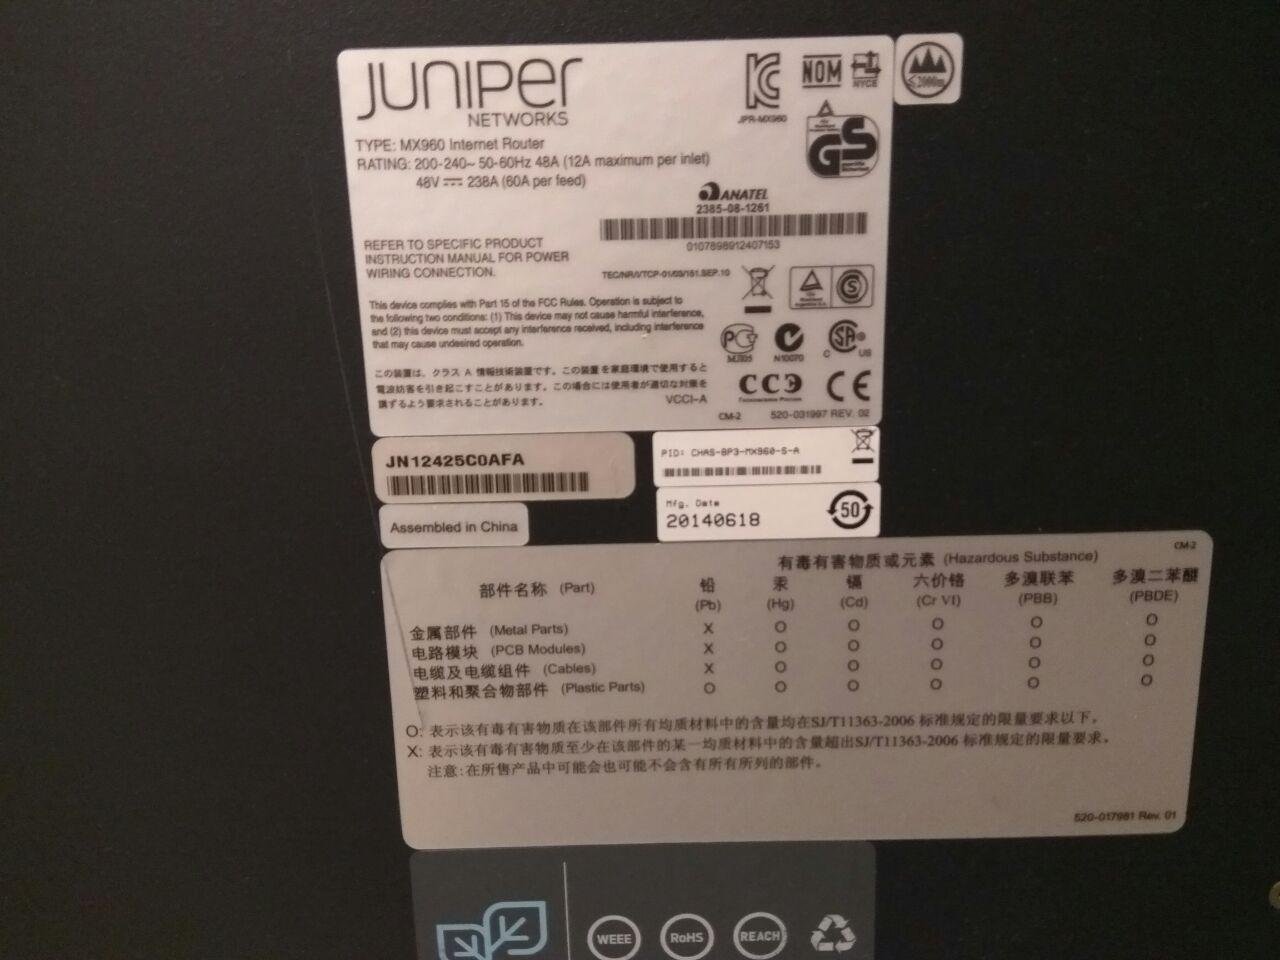 JUNIPER
NETWORKS
TYPE: MX960 Internet Router
RATING: 200-240~ 50-60Hz 48A (12A maximum per inlet)
48V ⎓ 238A (60A per feed)
JPR-MX960
NOM
NYCE
≤2000m
GS
ANATEL
2385-08-1261
0107898912407153
REFER TO SPECIFIC PRODUCT
INSTRUCTION MANUAL FOR POWER
WIRING CONNECTION.
TEC/NR/I/TCP-01/03/151.SEP.10
This device complies with Part 15 of the FCC Rules. Operation is subject to
the following two conditions: (1) This device may not cause harmful interference,
and (2) this device must accept any interference received, including interference
that may cause undesired operation.
MJ05
N10070
C SA US
この装置は、クラス A 情報技術装置です。この装置を家庭環境で使用すると
電波妨害を引き起こすことがあります。この場合には使用者が適切な対策を
講ずるよう要求されることがあります。
VCCI-A
ССЭ
CE
CM-2 520-031997 REV. 02
JN12425C0AFA
PID: CHAS-BP3-MX960-S-A
Assembled in China
Mfg. Date
20140618
50
CM-2
有毒有害物质或元素 (Hazardous Substance)
部件名称 (Part) 铅 汞 镉 六价铬 多溴联苯 多溴二苯醚
(Pb) (Hg) (Cd) (Cr VI) (PBB) (PBDE)
金属部件 (Metal Parts) X O O O O O
电路模块 (PCB Modules) X O O O O O
电缆及电缆组件 (Cables) X O O O O O
塑料和聚合物部件 (Plastic Parts) O O O O O O
O: 表示该有毒有害物质在该部件所有均质材料中的含量均在SJ/T11363-2006 标准规定的限量要求以下。
X: 表示该有毒有害物质至少在该部件的某一均质材料中的含量超出SJ/T11363-2006 标准规定的限量要求。
注意:在所售产品中可能会也可能不会含有所有所列的部件。
520-017981 Rev. 01
WEEE
RoHS
REACH